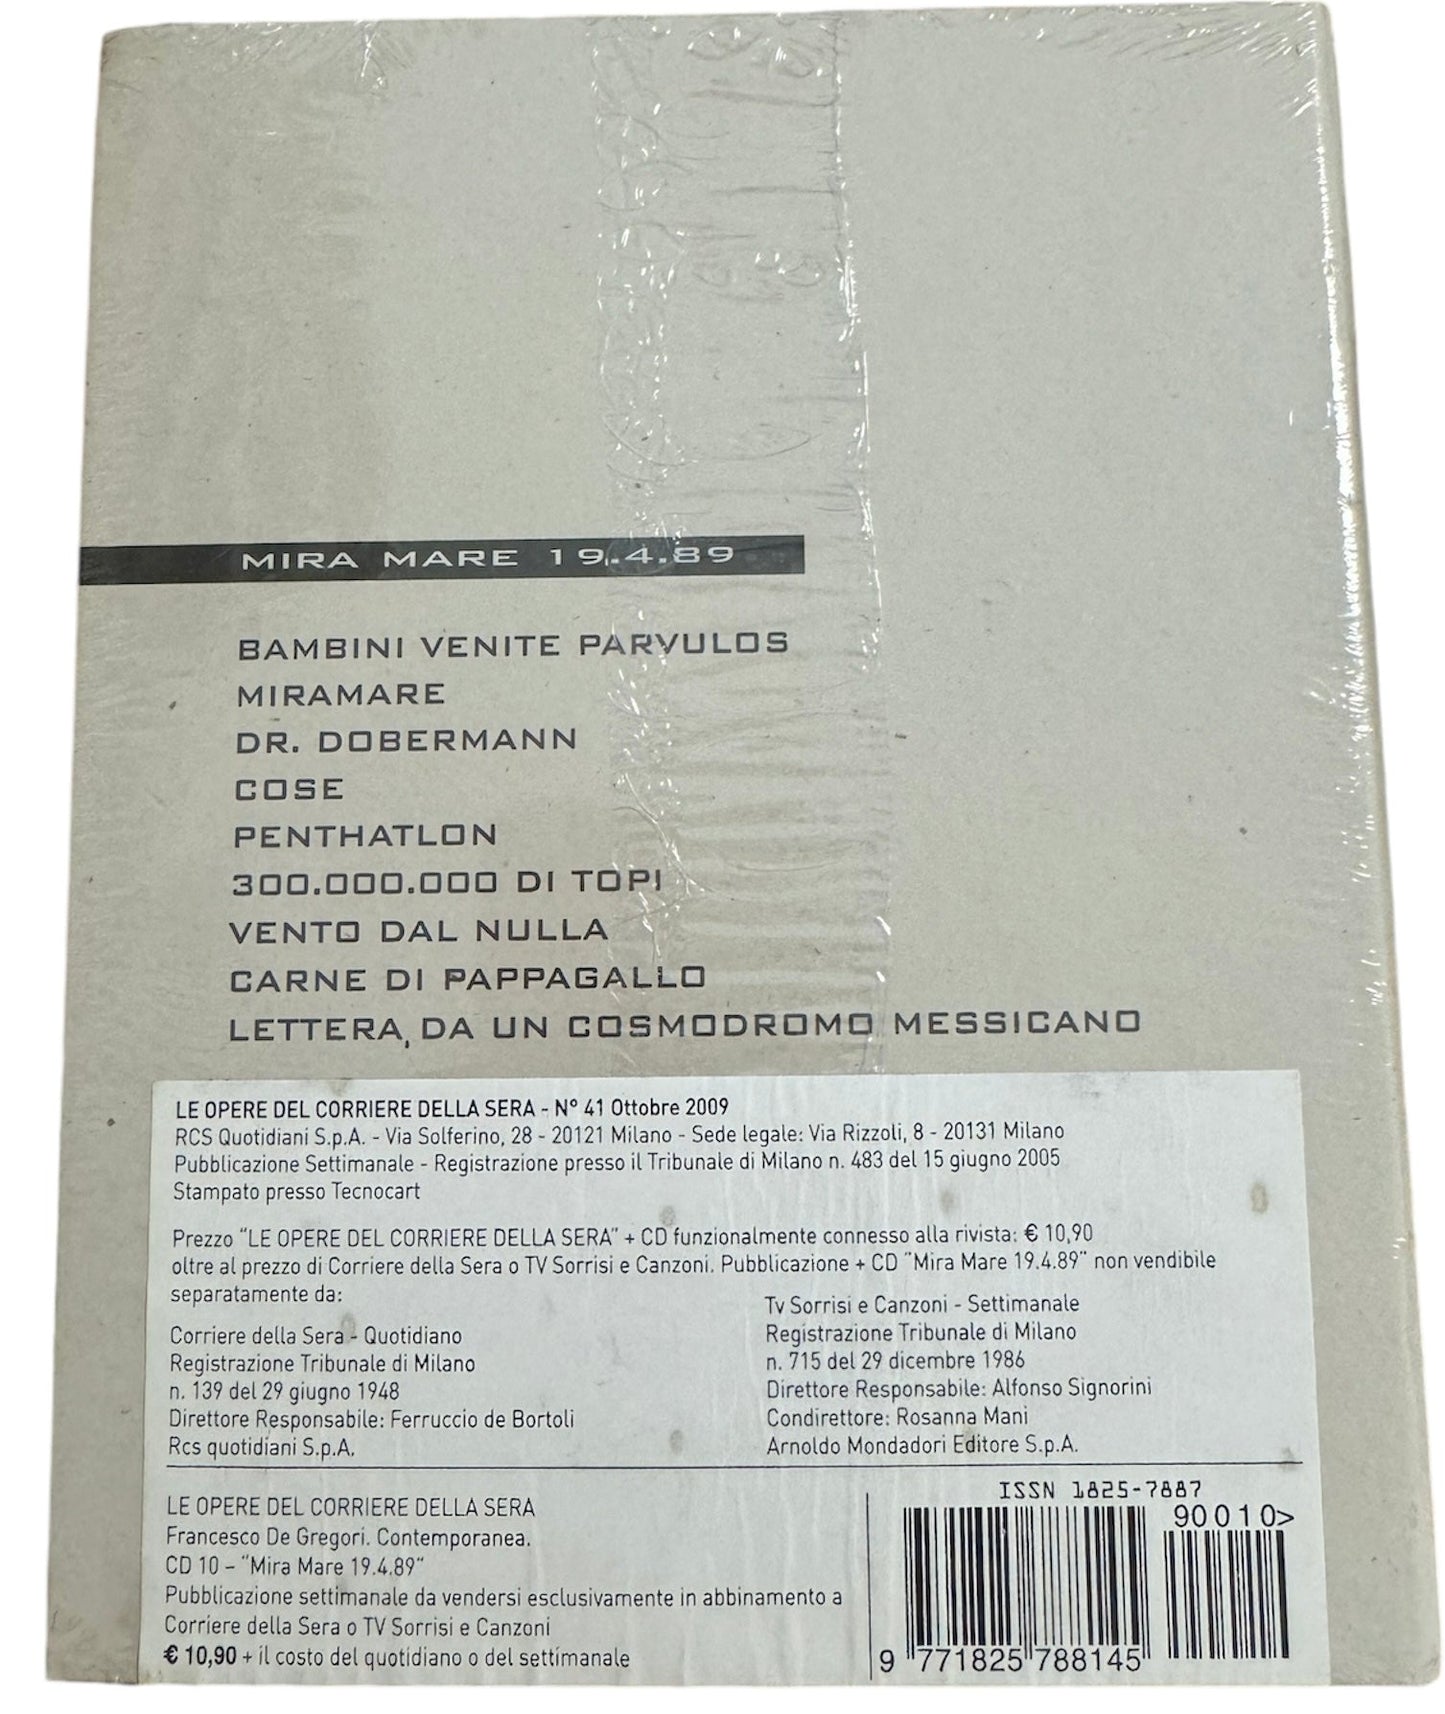 MIRA MARE 19.4.89
BAMBINI VENITE PARVULOS
MIRAMARE
DR. DOBERMANN
COSE
PENTHATLON
300.000.000 DI TOPI
VENTO DAL NULLA
CARNE DI PAPPAGALLO
LETTERA DA UN COSMODROMO MESSICANO
LE OPERE DEL CORRIERE DELLA SERA - N° 41 Ottobre 2009
RCS Quotidiani S.p.A. - Via Solferino, 28 - 20121 Milano - Sede legale: Via Rizzoli, 8 - 20131 Milano
Pubblicazione Settimanale - Registrazione presso il Tribunale di Milano n. 483 del 15 giugno 2005
Stampato presso Tecnocart
Prezzo "LE OPERE DEL CORRIERE DELLA SERA" + CD funzionalmente connesso alla rivista: € 10,90
oltre al prezzo di Corriere della Sera o TV Sorrisi e Canzoni. Pubblicazione + CD "Mira Mare 19.4.89" non vendibile
separatamente da:
Corriere della Sera - Quotidiano
Registrazione Tribunale di Milano
n. 139 del 29 giugno 1948
Direttore Responsabile: Ferruccio de Bortoli
Rcs quotidiani S.p.A.
Tv Sorrisi e Canzoni - Settimanale
Registrazione Tribunale di Milano
n. 715 del 29 dicembre 1986
Direttore Responsabile: Alfonso Signorini
Condirettore: Rosanna Mani
Arnoldo Mondadori Editore S.p.A.
LE OPERE DEL CORRIERE DELLA SERA
Francesco De Gregori. Contemporanea.
CD 10 – "Mira Mare 19.4.89"
Pubblicazione settimanale da vendersi esclusivamente in abbinamento a
Corriere della Sera o TV Sorrisi e Canzoni
€ 10,90 + il costo del quotidiano o del settimanale
ISSN 1825-7887
90010>
9 771825 788145